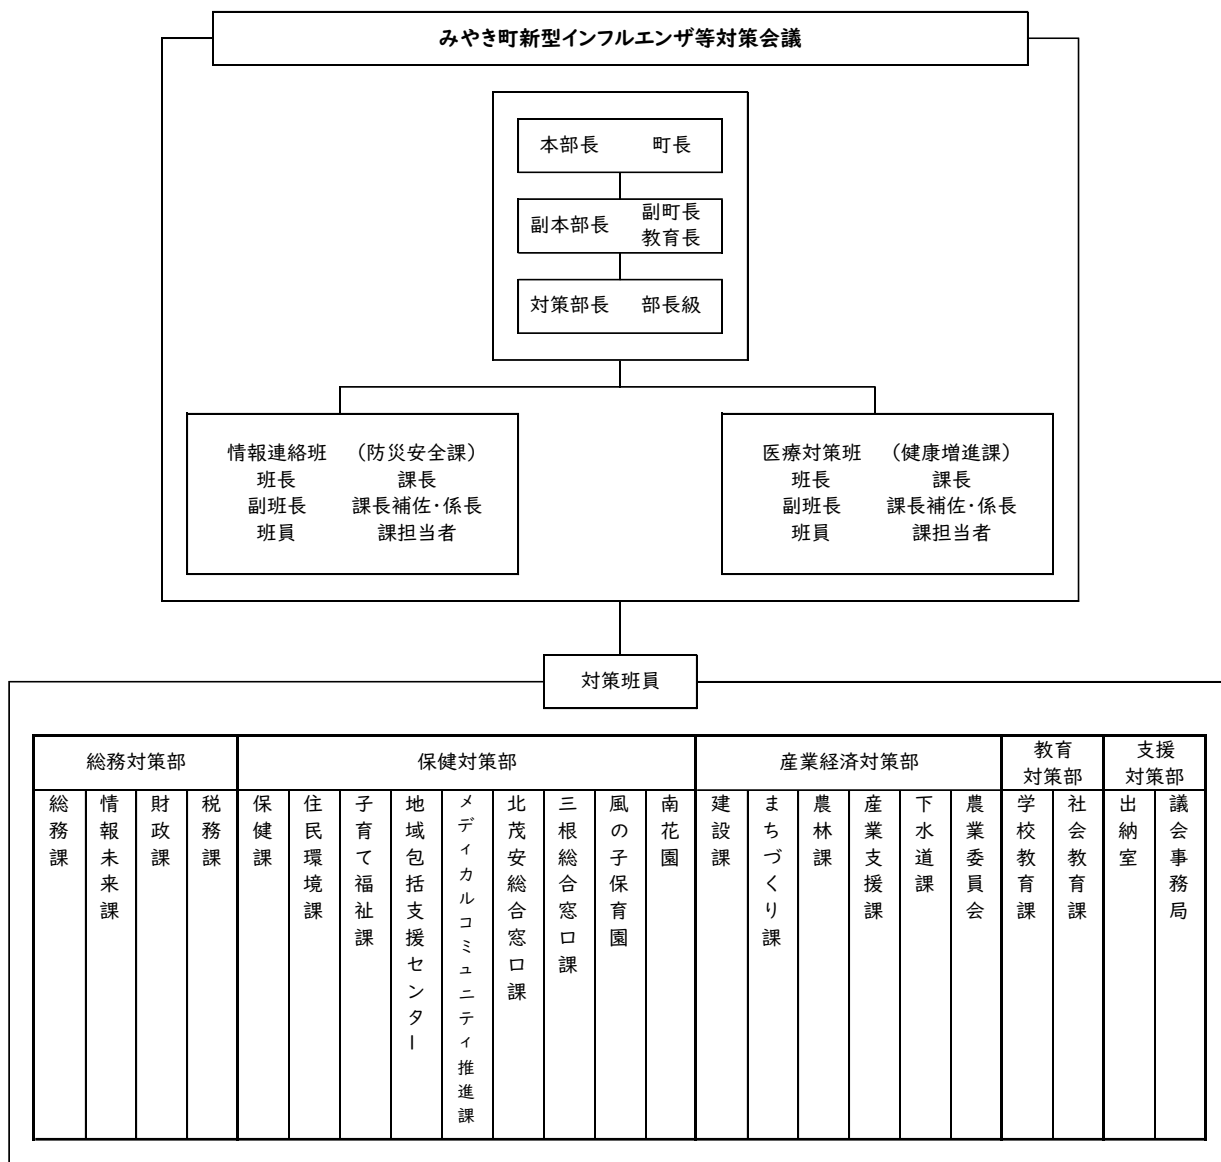 みやき町新型インフルエンザ等対策会議
本部長 町長
副本部長 副町長
教育長
対策部長 部長級
情報連絡班 (防災安全課)
班長 課長
副班長 課長補佐・係長
班員 課担当者
医療対策班 (健康増進課)
班長 課長
副班長 課長補佐・係長
班員 課担当者
対策班員
総務対策部
総務課
情報未来課
財政課
税務課
保健対策部
保健課
住民環境課
子育て福祉課
地域包括支援センター
メディカルコミュニティ推進課
北茂安総合窓口課
三根総合窓口課
風の子保育園
南花園
産業経済対策部
建設課
まちづくり課
農林課
産業支援課
下水道課
農業委員会
教育
対策部
学校教育課
社会教育課
支援
対策部
出納室
議会事務局